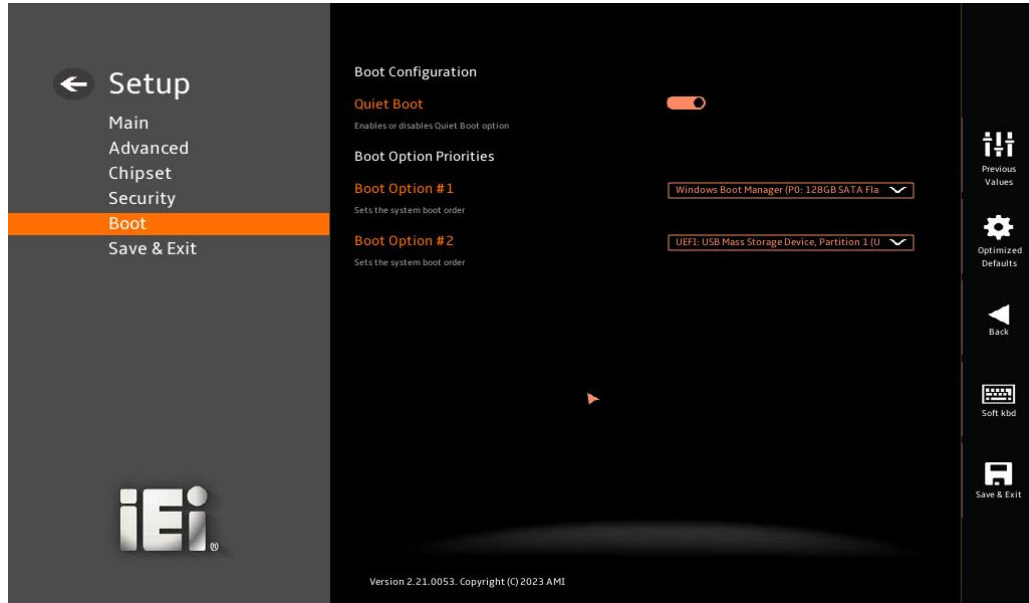 Setup
Main
Advanced
Chipset
Security
Boot
Save & Exit
iEi®
Boot Configuration
Quiet Boot
Enables or disables Quiet Boot option
Boot Option Priorities
Boot Option #1
Windows Boot Manager (P0: 128GB SATA Fla
Sets the system boot order
Boot Option #2
UEFI: USB Mass Storage Device, Partition 1 (U
Sets the system boot order
Version 2.21.0053. Copyright (C) 2023 AMI
Previous
Values
Optimized
Defaults
Back
Soft kbd
Save & Exit